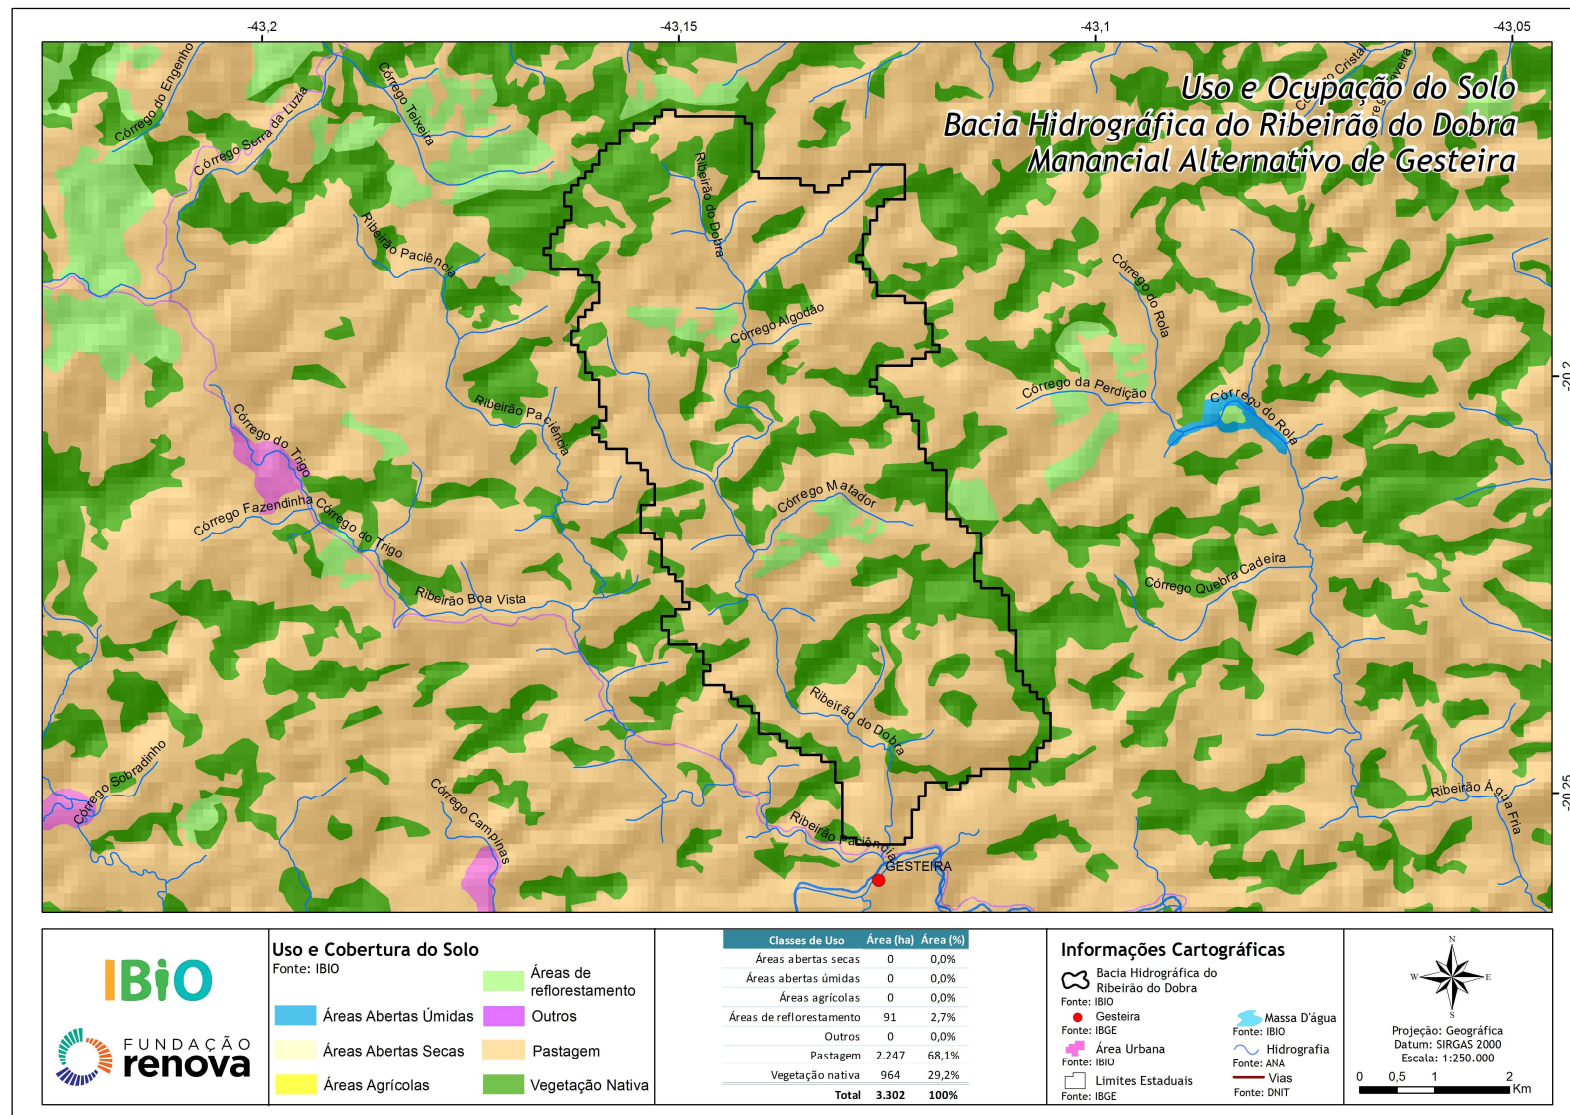 -43,2
-43,15
-43,1
-43,05
Uso e Ocupação do Solo
Bacia Hidrográfica do Ribeirão do Dobra
Manancial Alternativo de Gesteira
Córrego do Engenho
Córrego Serra da Luzia
Córrego Teixeira
Ribeirão do Dobra
Ribeirão Paciência
Córrego do Rola
Córrego Algodão
-20,2
Córrego da Perdição
Córrego do Rola
Ribeirão Paciência
Córrego do Trigo
Córrego Matador
Córrego Fazendinha
Córrego do Trigo
Córrego Quebra Cadeira
Ribeirão Boa Vista
Ribeirão do Dobra
Córrego Sobradinho
Córrego Campinas
Ribeirão Água Fria
-20,25
Ribeirão Paciência
GESTEIRA
IBiO
FUNDAÇÃO
renova
Uso e Cobertura do Solo
Fonte: IBIO
Áreas Abertas Úmidas
Áreas Abertas Secas
Áreas Agrícolas
Áreas de
reflorestamento
Outros
Pastagem
Vegetação Nativa
Classes de Uso Área (ha) Área (%)
Áreas abertas secas 0 0,0%
Áreas abertas úmidas 0 0,0%
Áreas agrícolas 0 0,0%
Áreas de reflorestamento 91 2,7%
Outros 0 0,0%
Pastagem 2.247 68,1%
Vegetação nativa 964 29,2%
Total 3.302 100%
Informações Cartográficas
Bacia Hidrográfica do
Ribeirão do Dobra
Fonte: IBIO
Gesteira
Fonte: IBGE
Área Urbana
Fonte: IBIO
Limites Estaduais
Fonte: IBGE
Massa D'água
Fonte: IBIO
Hidrografia
Fonte: ANA
Vias
Fonte: DNIT
N
W E
S
Projeção: Geográfica
Datum: SIRGAS 2000
Escala: 1:250.000
0 0,5 1 2
Km